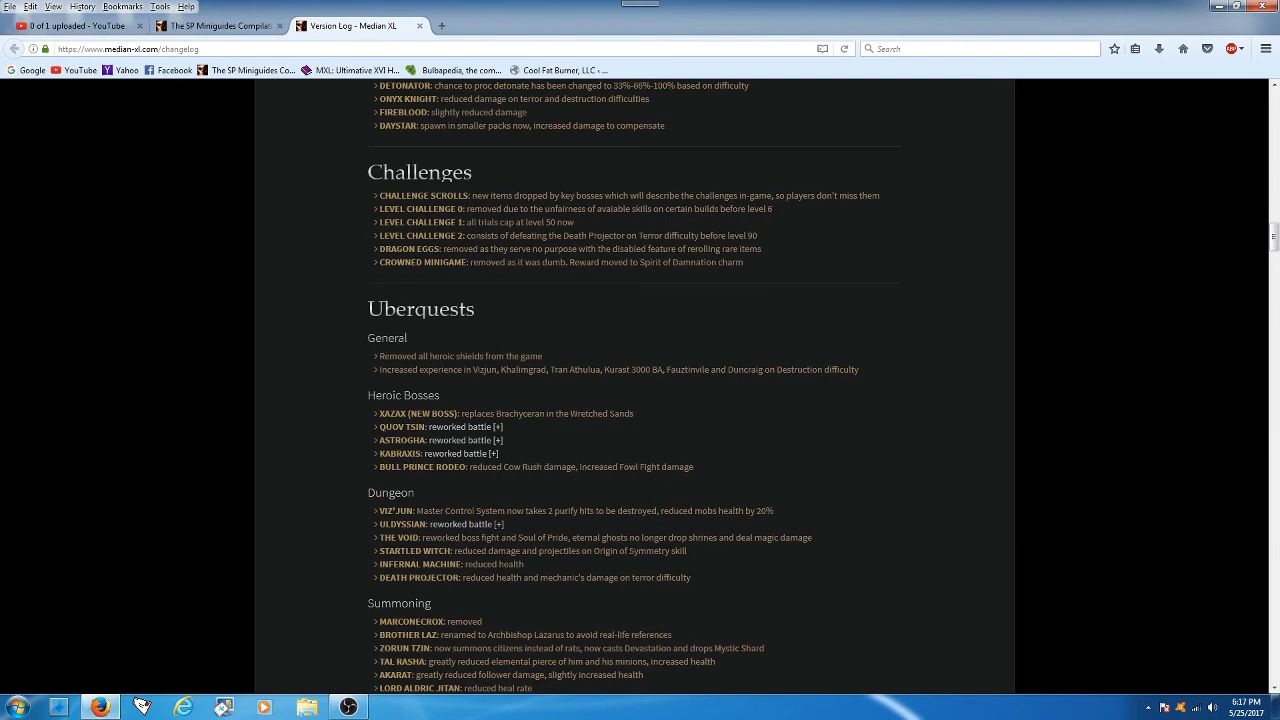 File Edit View History Bookmarks Tools Help
0 of 1 uploaded - YouTube
The SP Miniguides Compilat
Version Log - Median XL
https://www.median-xl.com/changelog
Search
Google YouTube Yahoo Facebook The SP Miniguides Co... MXL: Ultimative XVI H... Bulbapedia, the com... Cool Fat Burner, LLC -...
DETONATOR: chance to proc detonate has been changed to 33%-66%-100% based on difficulty
ONYX KNIGHT: reduced damage on terror and destruction difficulties
FIREBLOOD: slightly reduced damage
DAYSTAR: spawn in smaller packs now, increased damage to compensate
Challenges
CHALLENGE SCROLLS: new items dropped by key bosses which will describe the challenges in-game, so players don't miss them
LEVEL CHALLENGE 0: removed due to the unfairness of avaiable skills on certain builds before level 6
LEVEL CHALLENGE 1: all trials cap at level 50 now
LEVEL CHALLENGE 2: consists of defeating the Death Projector on Terror difficulty before level 90
DRAGON EGGS: removed as they serve no purpose with the disabled feature of rerolling rare items
CROWNED MINIGAME: removed as it was dumb. Reward moved to Spirit of Damnation charm
Uberquests
General
Removed all heroic shields from the game
Increased experience in Vizjun, Khalimgrad, Tran Athulua, Kurast 3000 BA, Fauztinville and Duncraig on Destruction difficulty
Heroic Bosses
XAZAX (NEW BOSS): replaces Brachyceran in the Wretched Sands
QUOV TSIN: reworked battle [+]
ASTROGHA: reworked battle [+]
KABRAXIS: reworked battle [+]
BULL PRINCE RODEO: reduced Cow Rush damage, increased Fowl Fight damage
Dungeon
VIZ'JUN: Master Control System now takes 2 purify hits to be destroyed, reduced mobs health by 20%
ULDYSSIAN: reworked battle [+]
THE VOID: reworked boss fight and Soul of Pride, eternal ghosts no longer drop shrines and deal magic damage
STARTLED WITCH: reduced damage and projectiles on Origin of Symmetry skill
INFERNAL MACHINE: reduced health
DEATH PROJECTOR: reduced health and mechanic's damage on terror difficulty
Summoning
MARCONECROX: removed
BROTHER LAZ: renamed to Archbishop Lazarus to avoid real-life references
ZORUN TZIN: now summons citizens instead of rats, now casts Devastation and drops Mystic Shard
TAL RASHA: greatly reduced elemental pierce of him and his minions, increased health
AKARAT: greatly reduced follower damage, slightly increased health
LORD ALDRIC JITAN: reduced heal rate
6:17 PM
5/25/2017